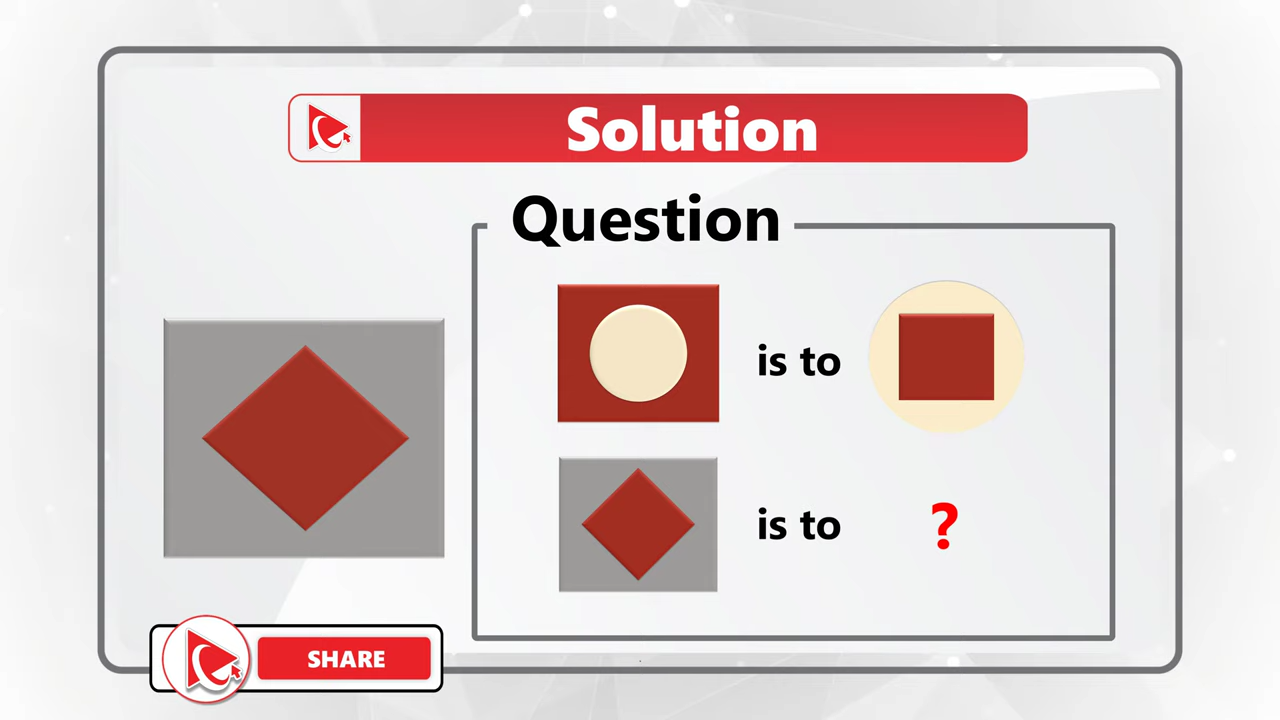 Solution
Question
is to
is to
?
SHARE